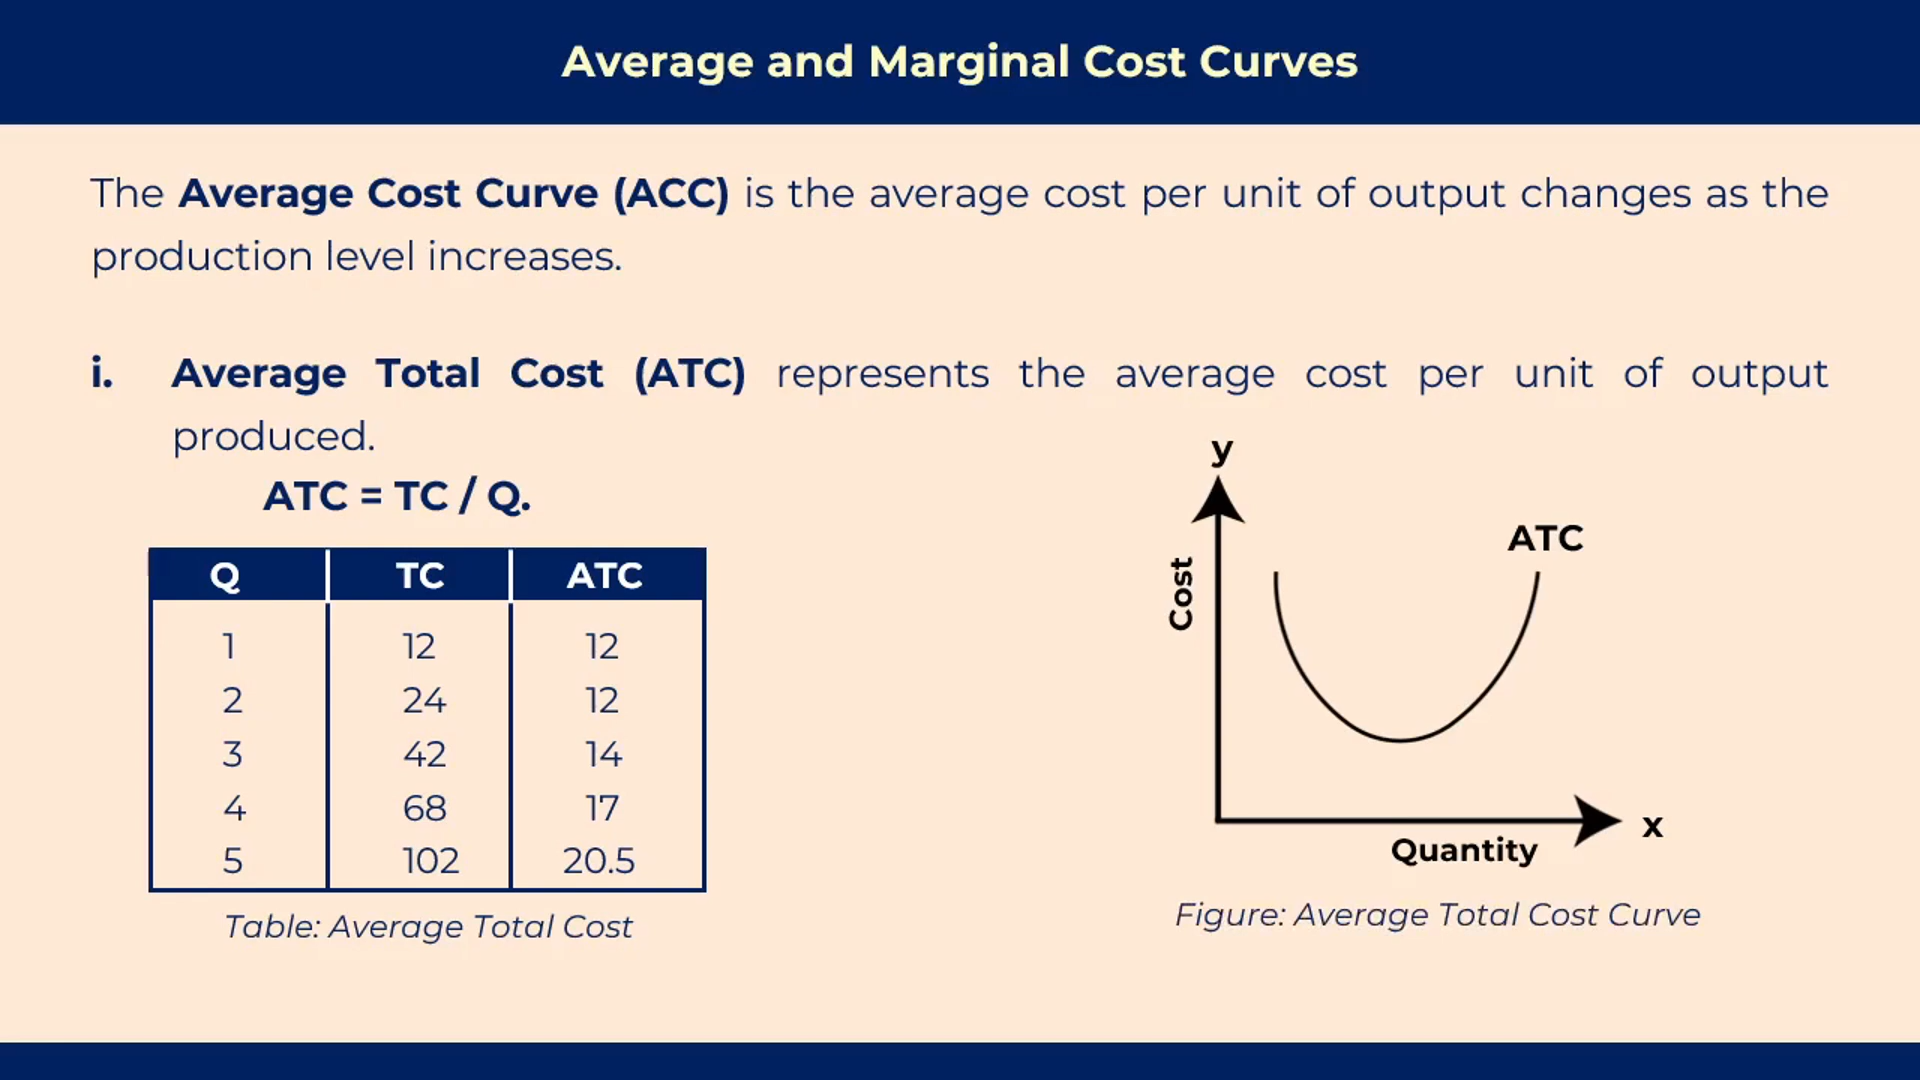 Average and Marginal Cost Curves
The Average Cost Curve (ACC) is the average cost per unit of output changes as the
production level increases.
i. Average Total Cost (ATC) represents the average cost per unit of output
produced.
ATC = TC / Q.
Q TC ATC
1 12 12
2 24 12
3 42 14
4 68 17
5 102 20.5
Table: Average Total Cost
y
Cost
ATC
x
Quantity
Figure: Average Total Cost Curve